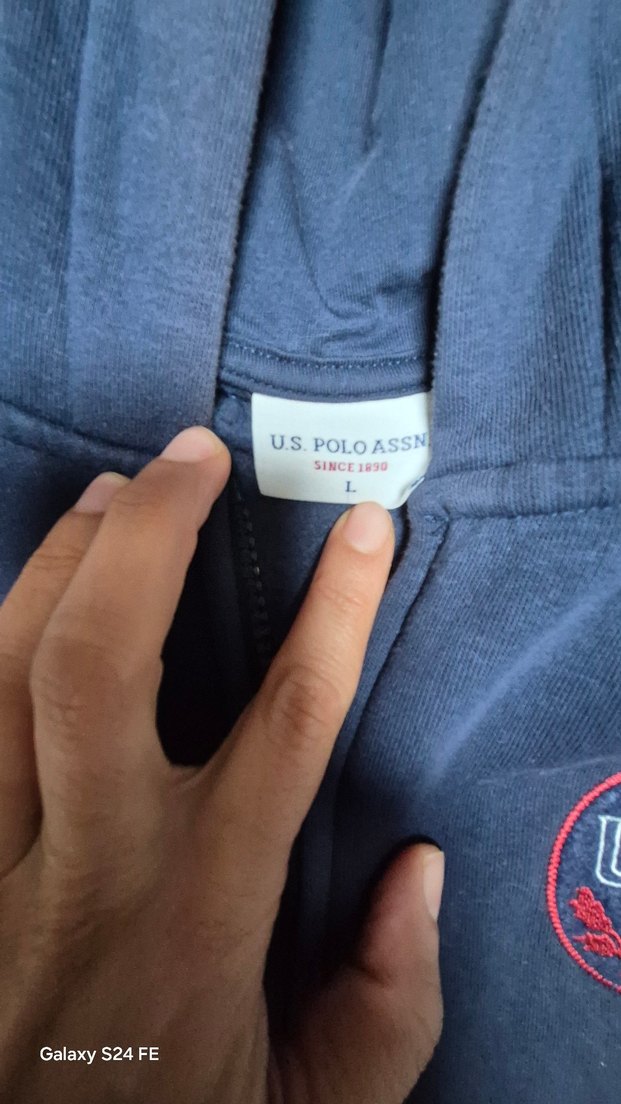 U.S. POLO ASSN
SINCE 1890
L
U
Galaxy S24 FE